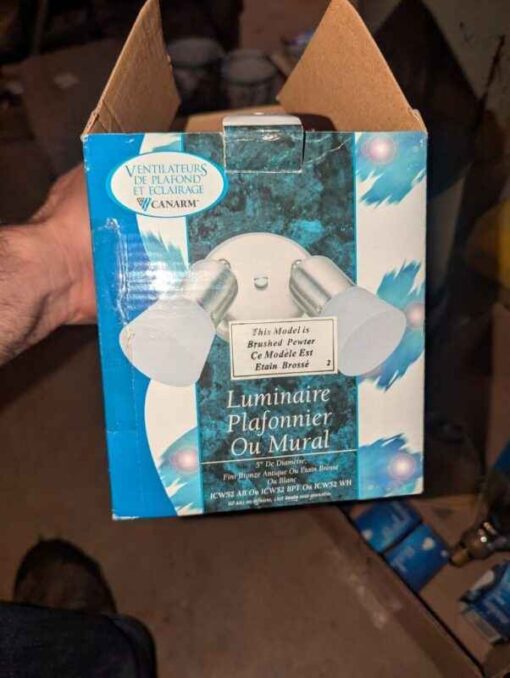 VENTILATEURS
DE PLAFOND
ET ECLAIRAGE
CANARM
This Model is
Brushed Pewter
Ce Modéle Est
Etain Brossé 2
Luminaire
Plafonnier
Ou Mural
5" De Diamètre,
Fini Bronze Antique Ou Étain Brossé
Ou Blanc
ICW52 AB Ou ICW52 BPT Ou ICW52 WH